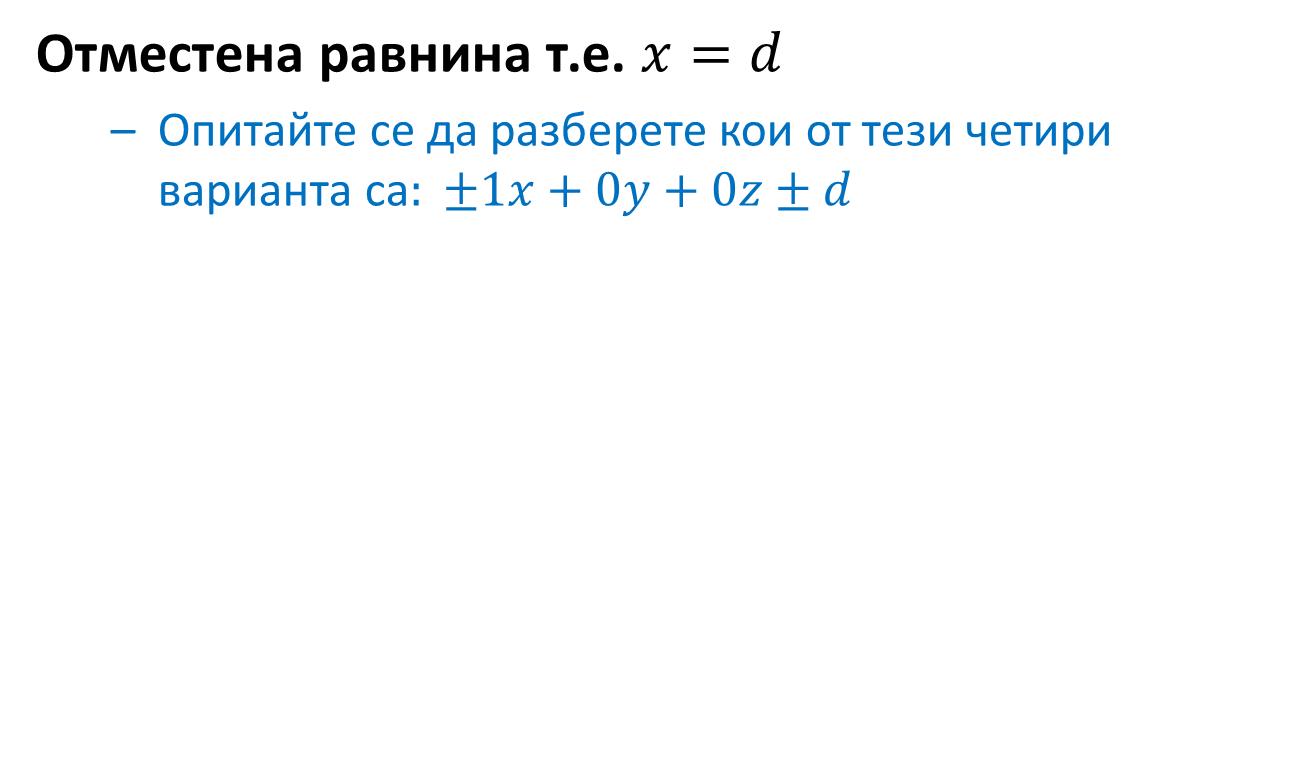 Отместена равнина т.е. 𝑥 = 𝑑
– Опитайте се да разберете кои от тези четири
варианта са: ±1𝑥 + 0𝑦 + 0𝑧 ± 𝑑